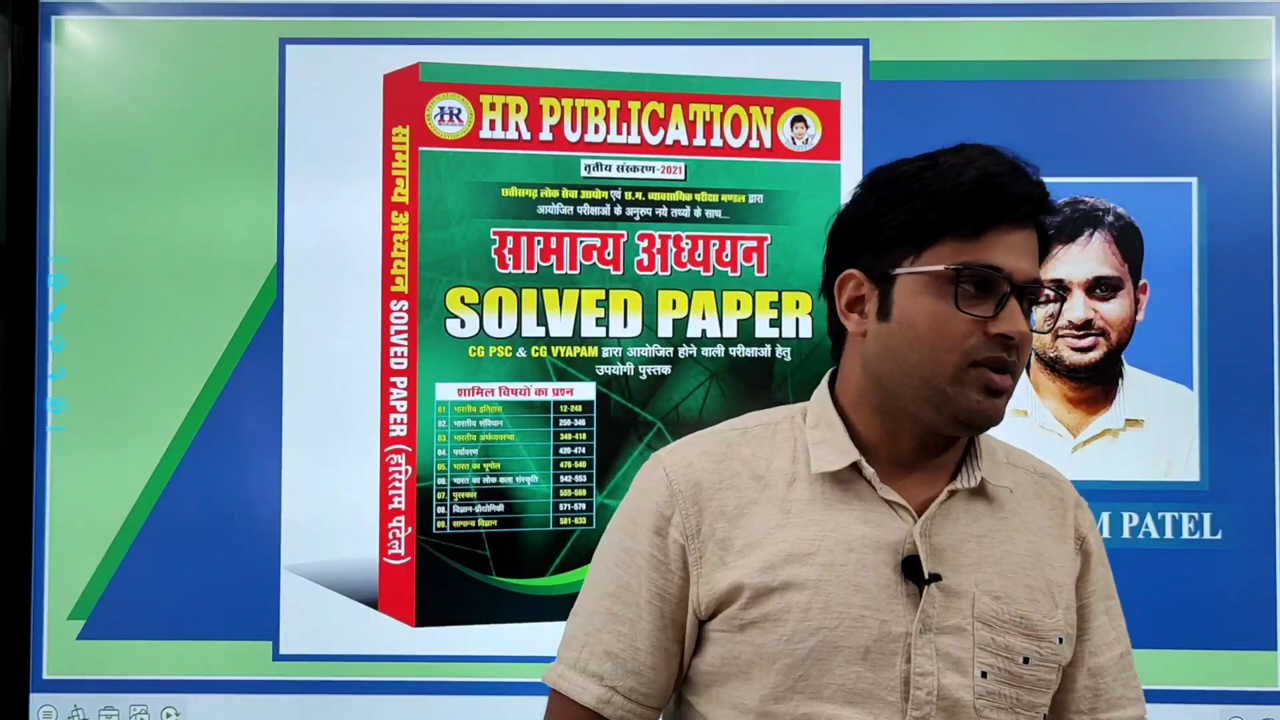 HR
HR PUBLICATION
तृतीय संस्करण-2021
छत्तीसगढ़ लोक सेवा आयोग एवं छ.ग. व्यावसायिक परीक्षा मण्डल द्वारा
आयोजित परीक्षाओं के अनुरुप नये तथ्यों के साथ...
सामान्य अध्ययन
SOLVED PAPER
CG PSC & CG VYAPAM द्वारा आयोजित होने वाली परीक्षाओं हेतु
उपयोगी पुस्तक
शामिल विषयों का प्रश्न
01. भारतीय इतिहास 12-248
02. भारतीय संविधान 250-346
03. भारतीय अर्थव्यवस्था 348-418
04. पर्यावरण 420-474
05. भारत का भूगोल 476-540
06. भारत का लोक कला संस्कृति 542-553
07. पुरस्कार 555-569
08. विज्ञान-प्रौद्योगिकी 571-579
09. सामान्य विज्ञान 581-633
सामान्य अध्ययन SOLVED PAPER (हरिराम पटेल)
M PATEL